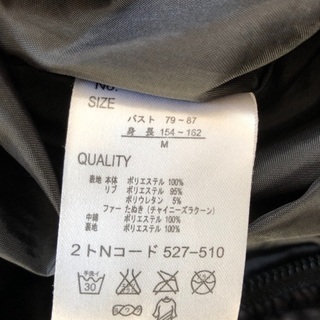 No.
SIZE
バスト 79-87
身長 154-162
M
QUALITY
表地 本体 ポリエステル 100%
リブ ポリエステル 95%
ポリウレタン 5%
ファー たぬき (チャイニーズラクーン)
中綿 ポリエステル 100%
裏地 ポリエステル 100%
2トNコード 527-510
手洗イ
30